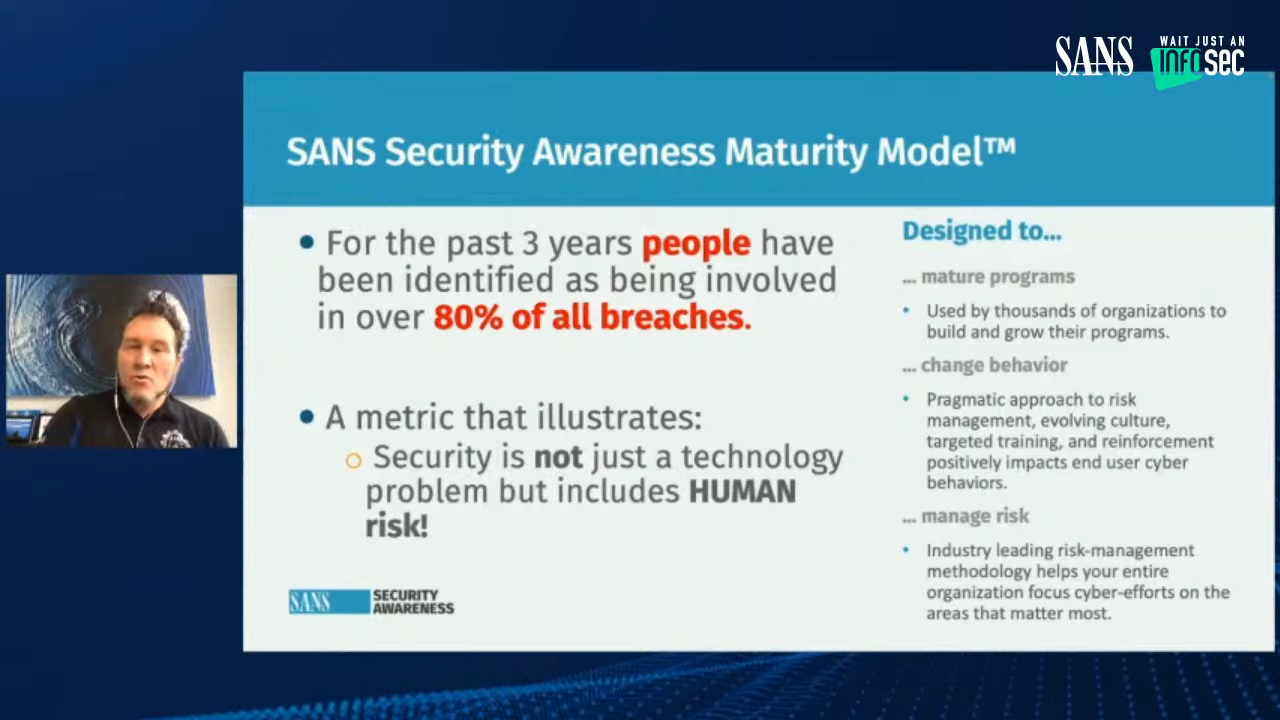 SANS
WAIT JUST AN
INFOSEC
SANS Security Awareness Maturity Model™
• For the past 3 years people have
been identified as being involved
in over 80% of all breaches.
• A metric that illustrates:
○ Security is not just a technology
problem but includes HUMAN
risk!
SANS
SECURITY
AWARENESS
Designed to...
... mature programs
• Used by thousands of organizations to
build and grow their programs.
... change behavior
• Pragmatic approach to risk
management, evolving culture,
targeted training, and reinforcement
positively impacts end user cyber
behaviors.
... manage risk
• Industry leading risk-management
methodology helps your entire
organization focus cyber-efforts on the
areas that matter most.